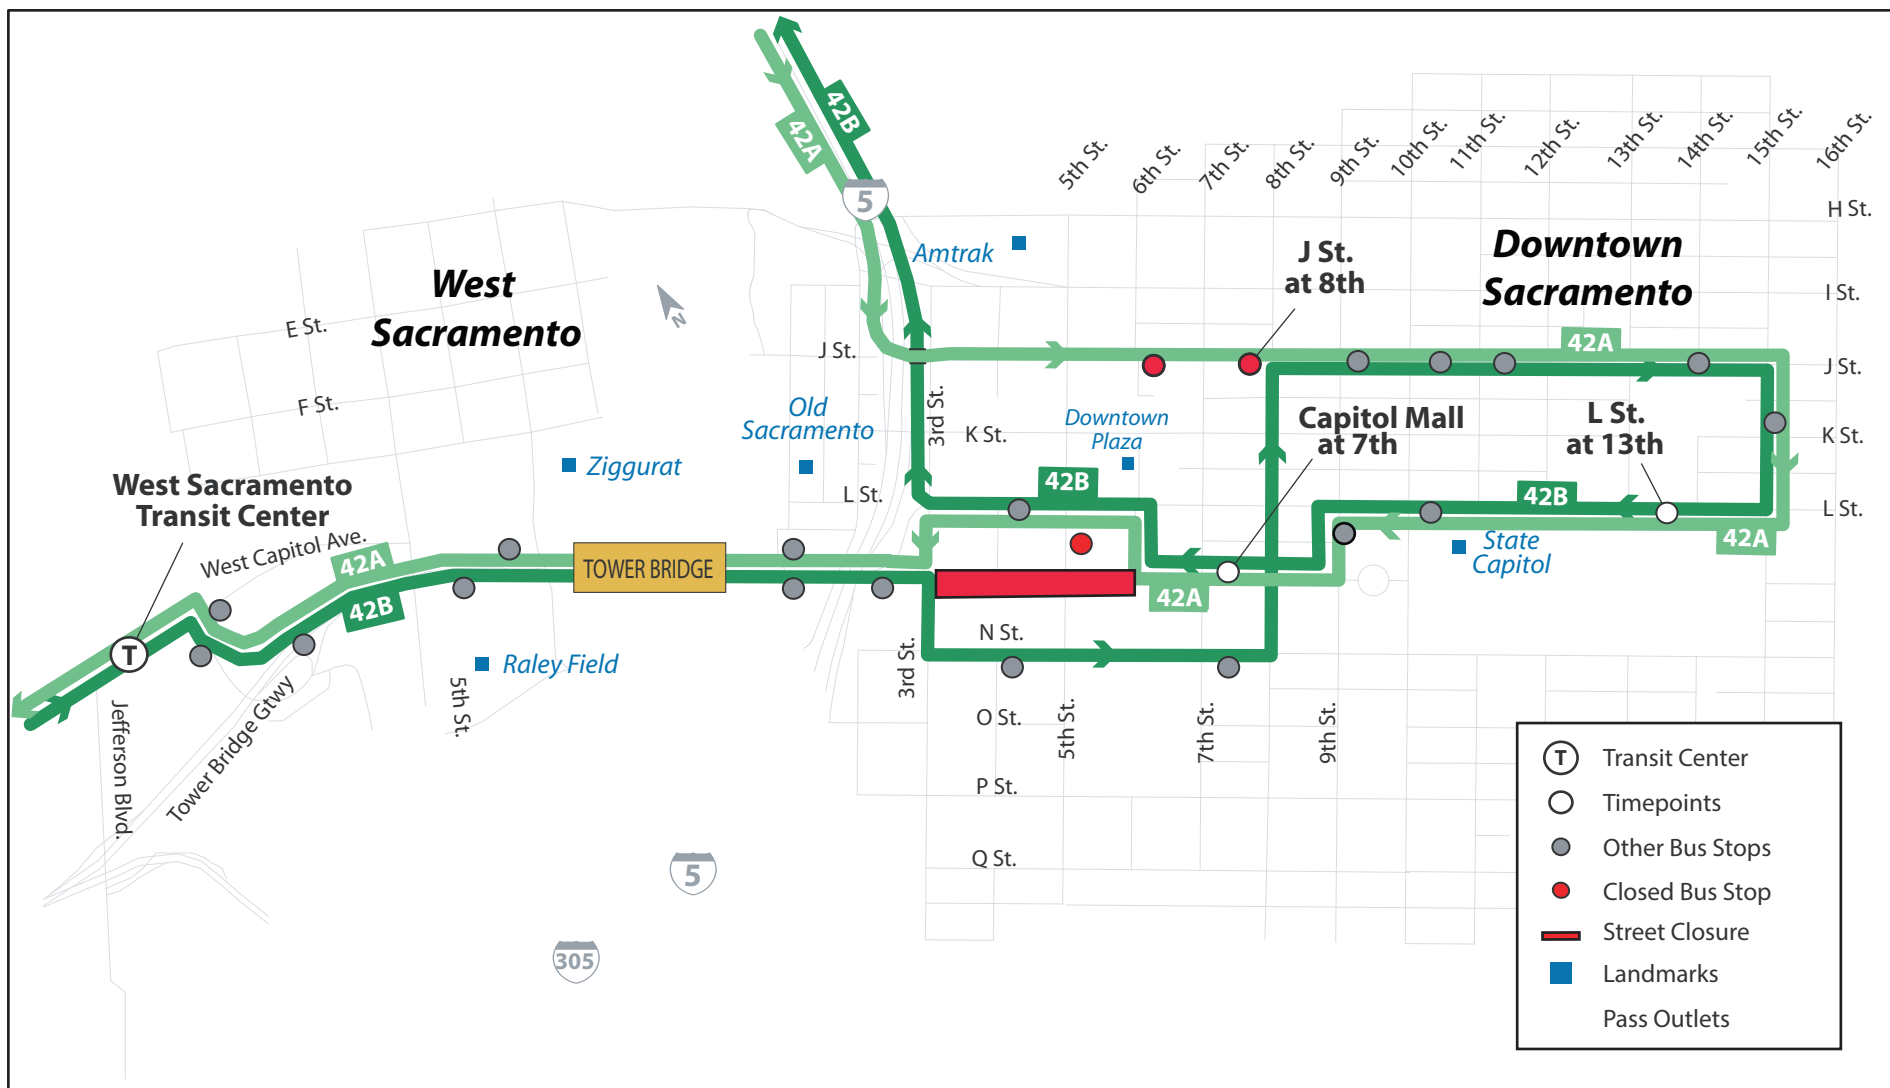 42B
42A
5
5th St.
6th St.
7th St.
8th St.
9th St.
10th St.
11th St.
12th St.
13th St.
14th St.
15th St.
16th St.
H St.
Amtrak
J St.
at 8th
Downtown
Sacramento
I St.
West
Sacramento
N
E St.
J St.
42A
J St.
F St.
Old
Sacramento
3rd St.
K St.
Downtown
Plaza
Capitol Mall
at 7th
L St.
at 13th
K St.
Ziggurat
West Sacramento
Transit Center
L St.
42B
42B
L St.
West Capitol Ave.
42A
TOWER BRIDGE
State
Capitol
42A
42B
42A
T
N St.
Raley Field
3rd St.
5th St.
Jefferson Blvd.
Tower Bridge Gtwy
O St.
5th St.
7th St.
9th St.
P St.
Q St.
5
305
T
Transit Center
Timepoints
Other Bus Stops
Closed Bus Stop
Street Closure
Landmarks
Pass Outlets